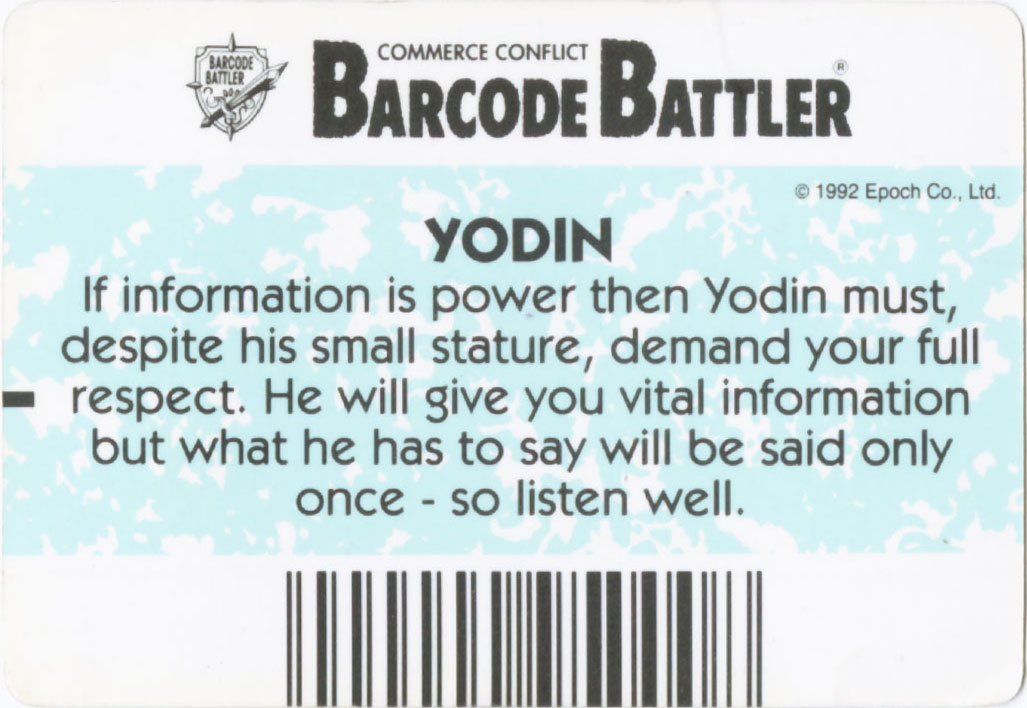 BARCODE
BATTLER
COMMERCE CONFLICT
BARCODE BATTLER ®
© 1992 Epoch Co., Ltd.
YODIN
If information is power then Yodin must,
despite his small stature, demand your full
respect. He will give you vital information
but what he has to say will be said only
once - so listen well.